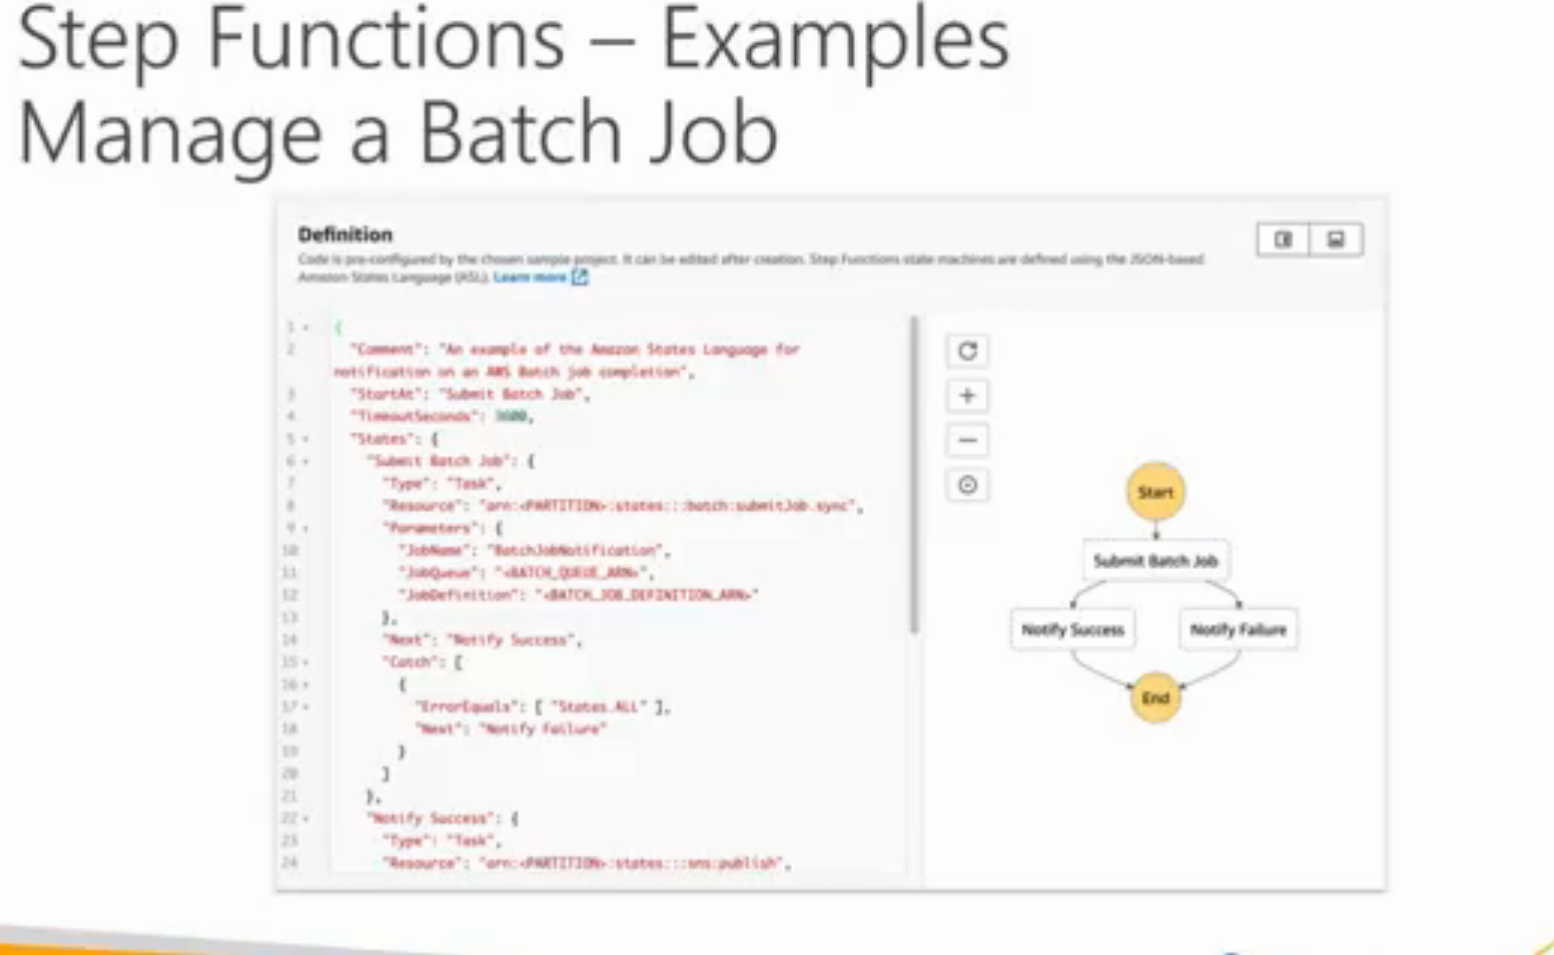 Step Functions – Examples
Manage a Batch Job
Definition
Code is pre-configured by the chosen sample project. It can be edited after creation. Step Functions state machines are defined using the JSON-based
Amazon States Language (ASL). Learn more
1
{
2
"Comment": "An example of the Amazon States Language for
notification on an AWS Batch job completion",
3
"StartAt": "Submit Batch Job",
4
"TimeoutSeconds": 3600,
5
"States": {
6
"Submit Batch Job": {
7
"Type": "Task",
8
"Resource": "arn:<PARTITION>:states:::batch:submitJob.sync",
9
"Parameters": {
10
"JobName": "BatchJobNotification",
11
"JobQueue": "<BATCH_QUEUE_ARN>",
12
"JobDefinition": "<BATCH_JOB_DEFINITION_ARN>"
13
},
14
"Next": "Notify Success",
15
"Catch": [
16
{
17
"ErrorEquals": [ "States.ALL" ],
18
"Next": "Notify Failure"
19
}
20
]
21
},
22
"Notify Success": {
23
"Type": "Task",
24
"Resource": "arn:<PARTITION>:states:::sns:publish",
Start
Submit Batch Job
Notify Success
Notify Failure
End